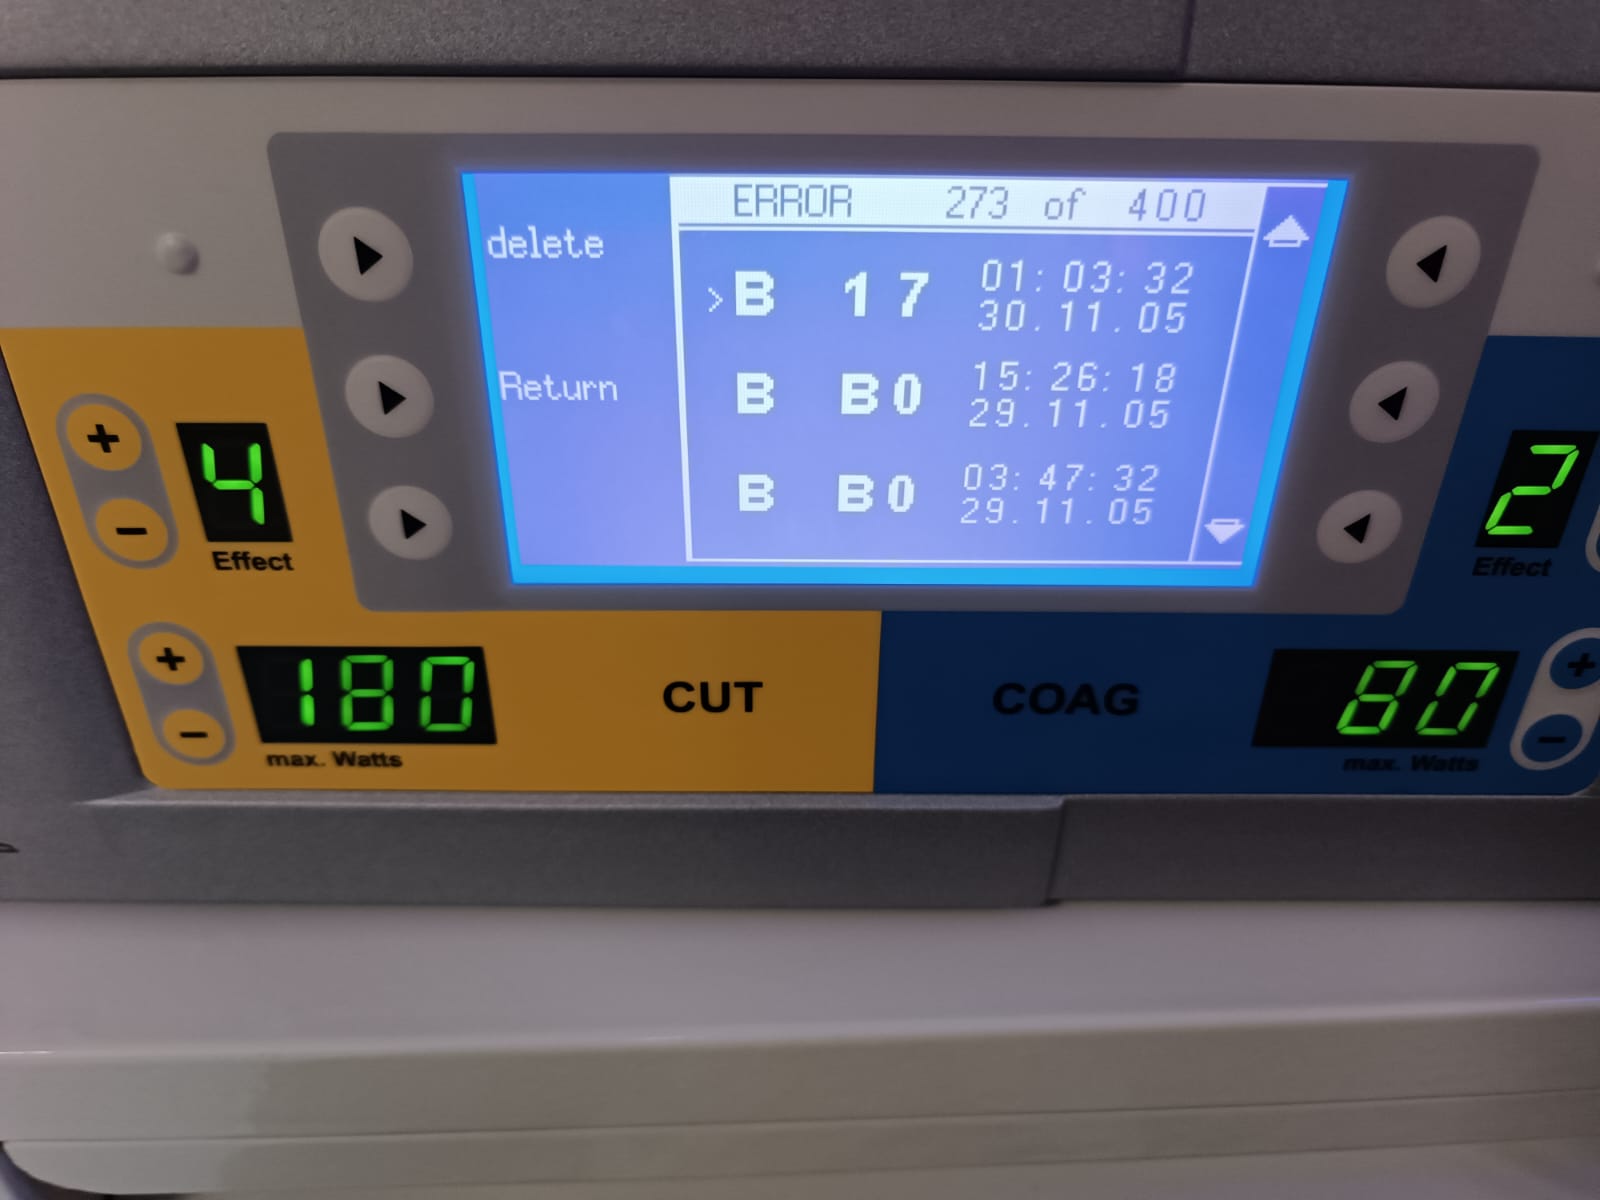 ERROR 273 of 400
delete
>B 17 01:03:32
30.11.05
B B0 15:26:18
29.11.05
Return
B B0 03:47:32
29.11.05
+
4
-
Effect
2
Effect
+
180
-
max. Watts
CUT
COAG
80
+
-
max. Watts